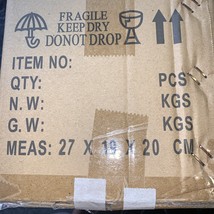 FRAGILE
KEEP DRY
DONOT DROP
ITEM NO:
QTY: PCS
N.W: KGS
G.W: KGS
MEAS: 27 X 19 X 20 CM